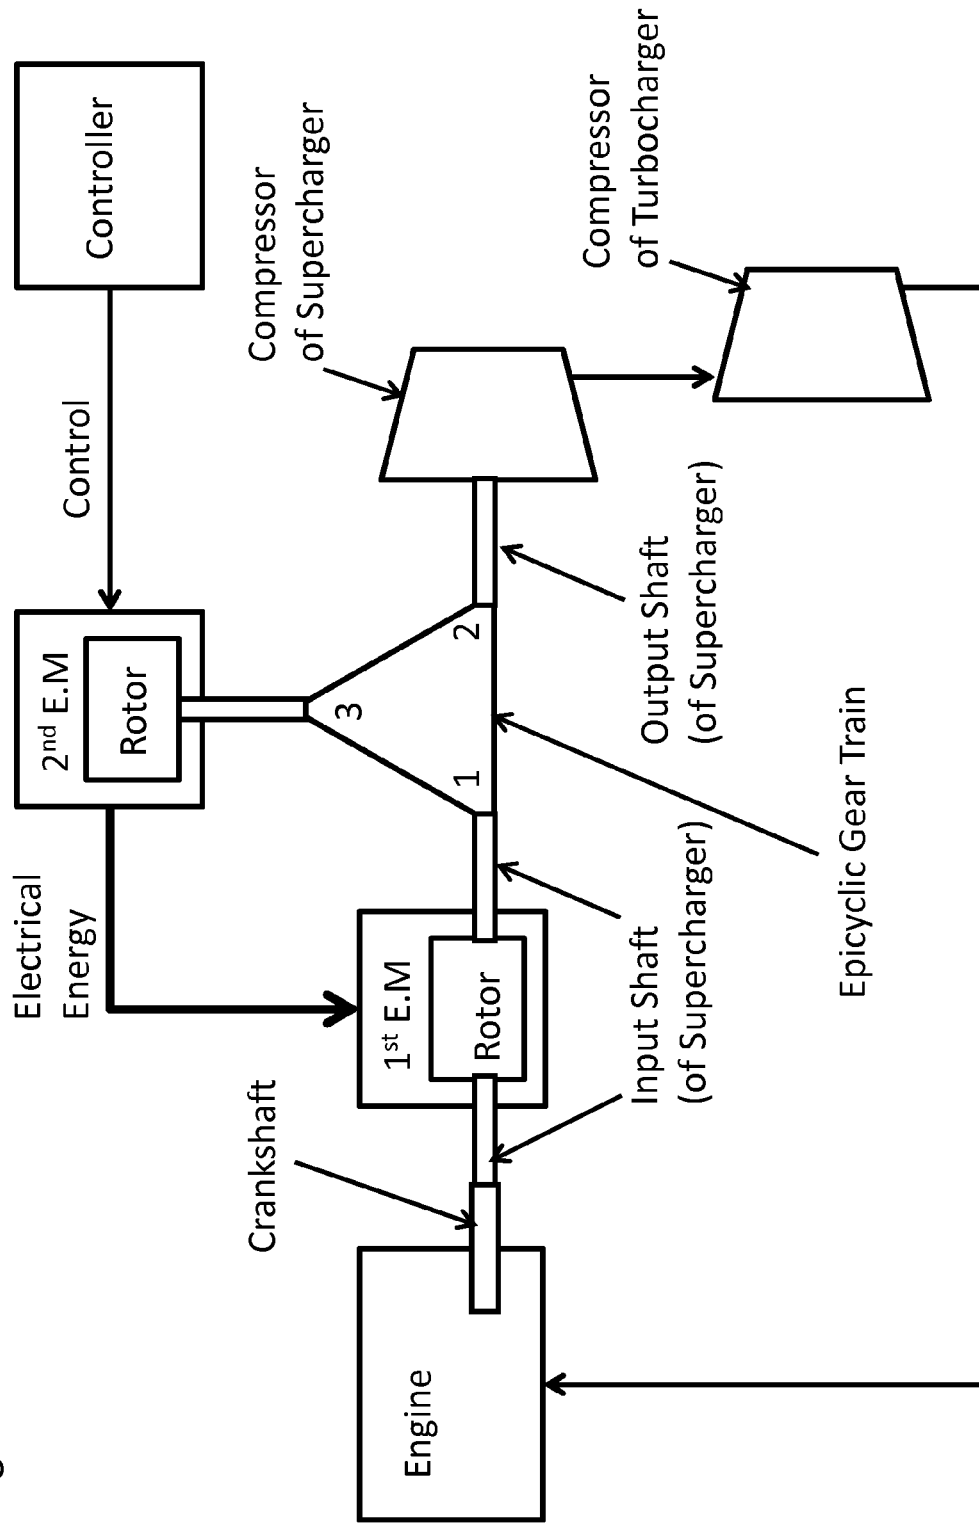 Controller
Control
2nd E.M
Rotor
Electrical
Energy
Compressor
of Supercharger
Compressor
of Turbocharger
3
1
2
1st E.M
Rotor
Output Shaft
(of Supercharger)
Input Shaft
(of Supercharger)
Epicyclic Gear Train
Crankshaft
Engine